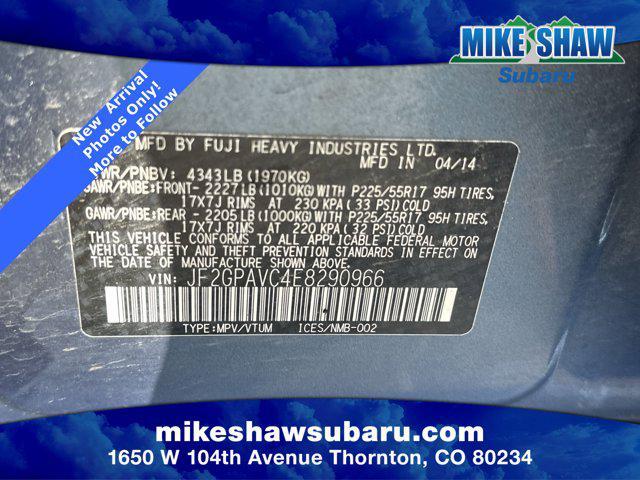 MIKE SHAW
Subaru
New Arrival
Photos Only!
More to Follow
MFD BY FUJI HEAVY INDUSTRIES LTD.
MFD IN 04/14
GVWR/PNBV: 4343LB (1970KG)
GAWR/PNBE:FRONT- 2227LB (1010KG) WITH P225/55R17 95H TIRES,
17X7J RIMS AT 230 KPA (33 PSI) COLD
GAWR/PNBE:REAR - 2205LB (1000KG) WITH P225/55R17 95H TIRES,
17X7J RIMS AT 220 KPA (32 PSI) COLD
THIS VEHICLE CONFORMS TO ALL APPLICABLE FEDERAL MOTOR
VEHICLE SAFETY AND THEFT PREVENTION STANDARDS IN EFFECT ON
THE DATE OF MANUFACTURE SHOWN ABOVE.
VIN: JF2GPAVC4E8290966
TYPE:MPV/VTUM ICES/NMB-002
mikeshawsubaru.com
1650 W 104th Avenue Thornton, CO 80234